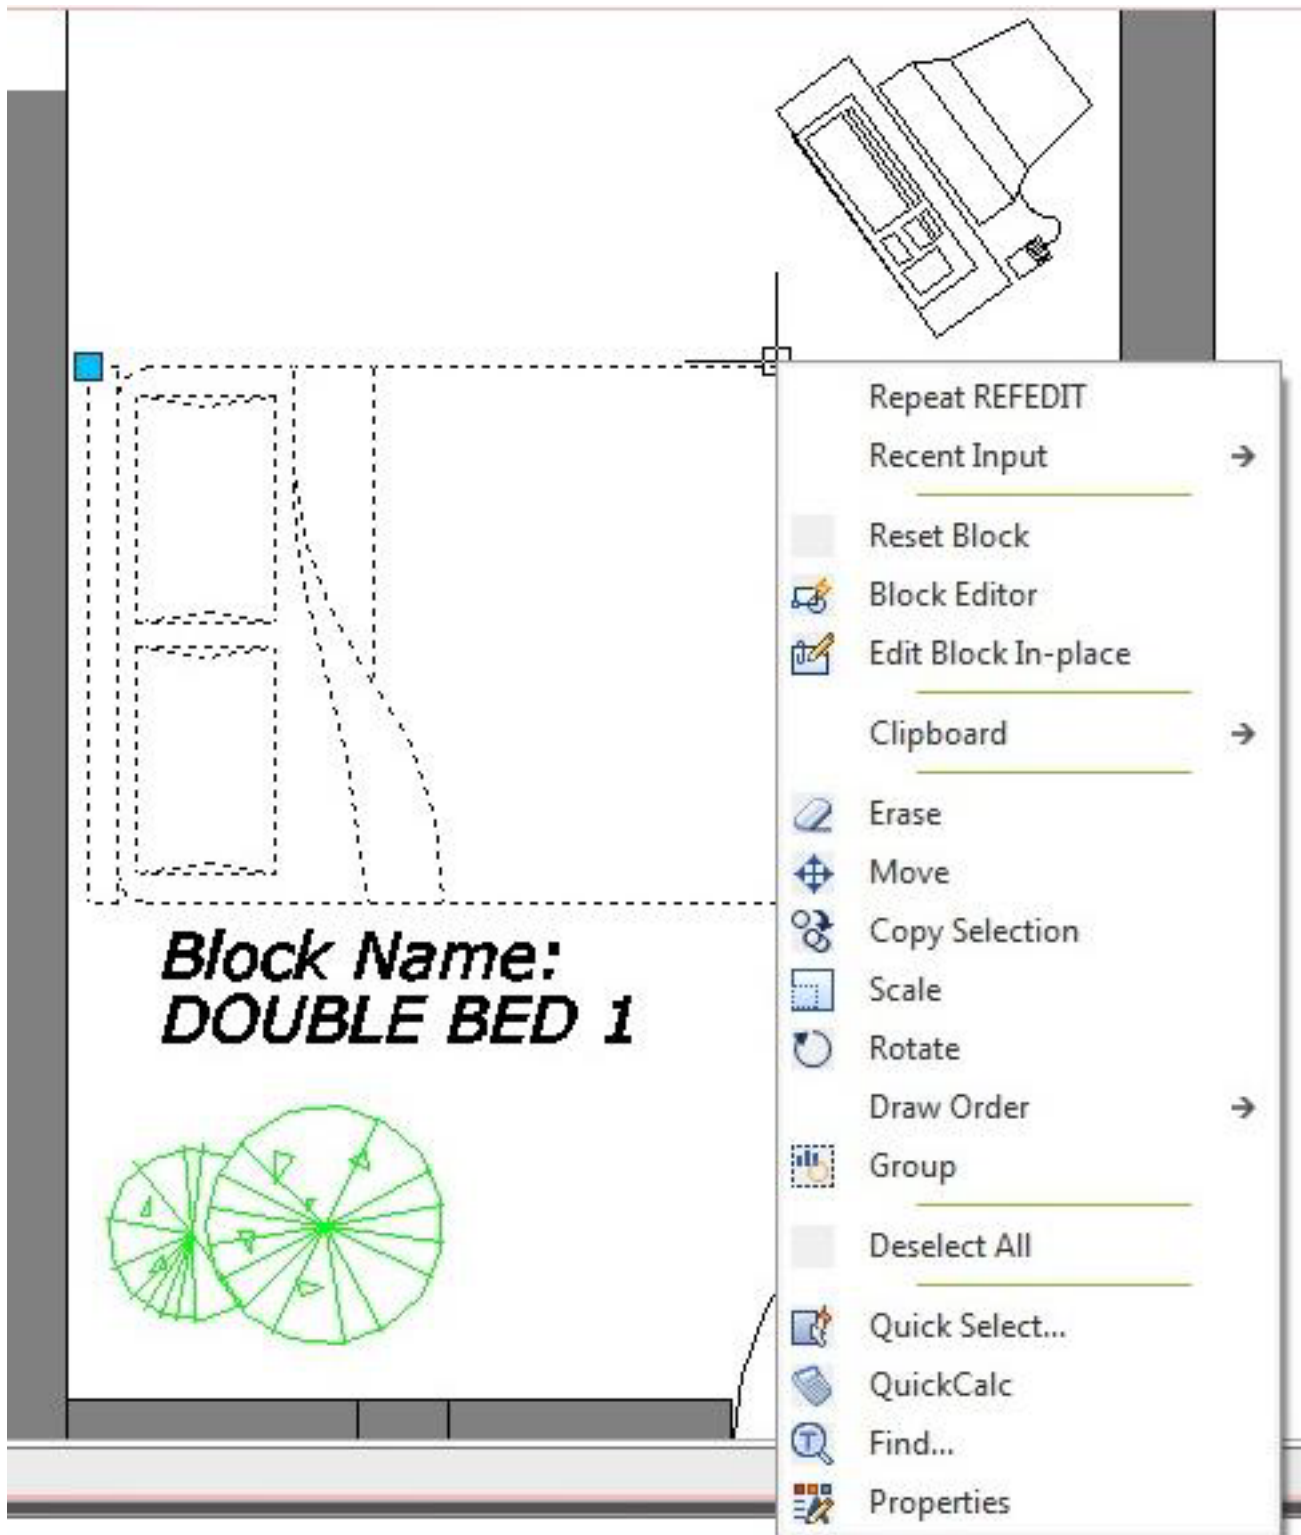 Repeat REFEDIT
Recent Input
Reset Block
Block Editor
Edit Block In-place
Clipboard
Erase
Move
Copy Selection
Scale
Rotate
Draw Order
Group
Deselect All
Quick Select...
QuickCalc
Find...
Properties
Block Name:
DOUBLE BED 1